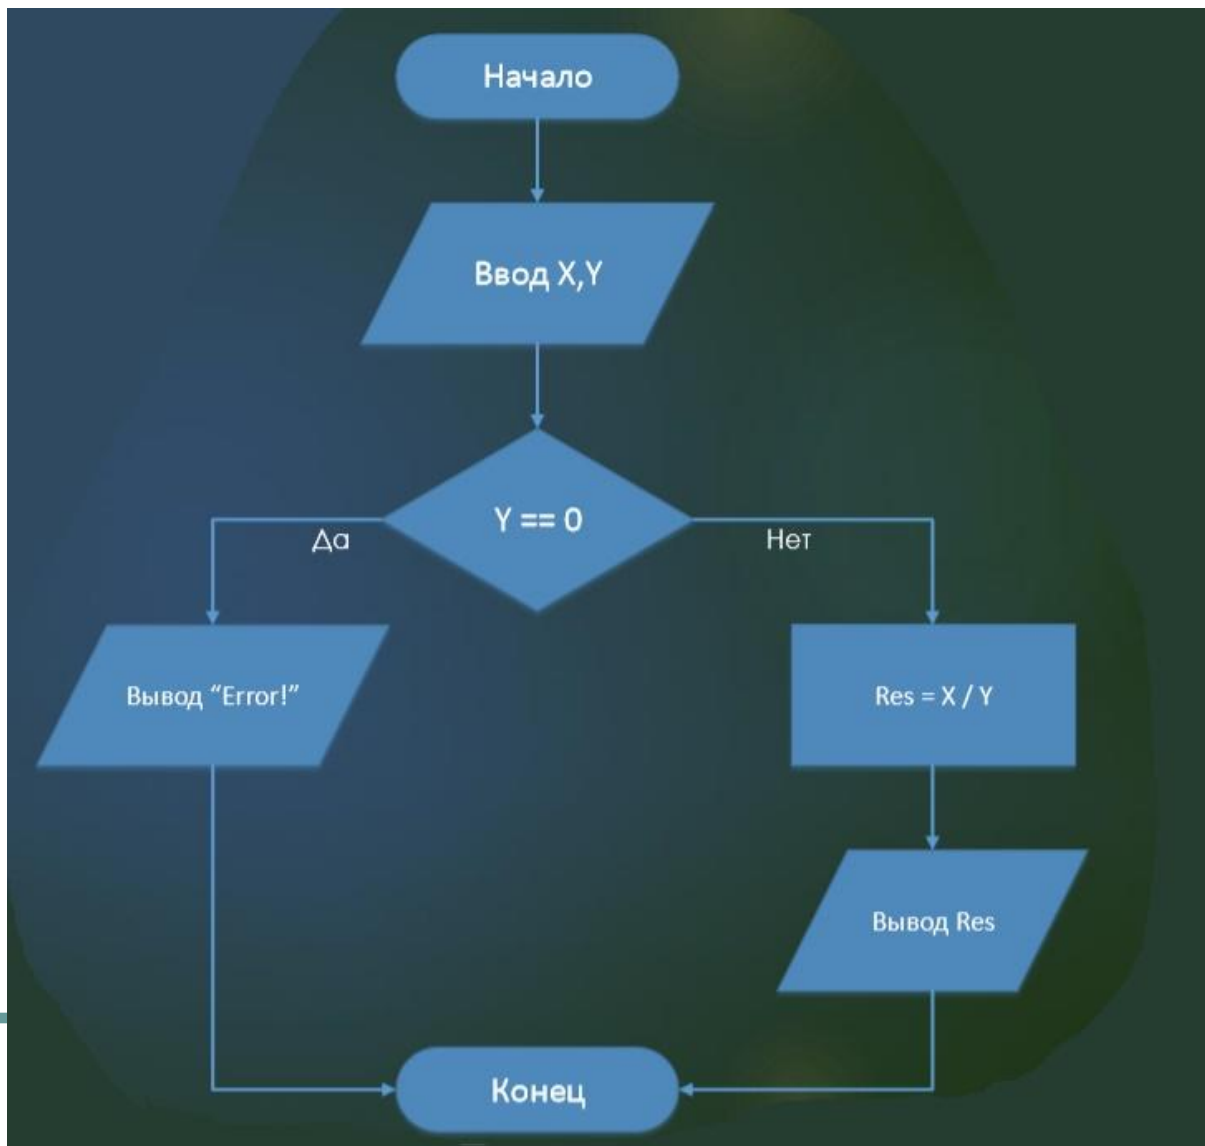 Начало
Ввод X,Y
Y == 0
Да
Нет
Вывод “Error!”
Res = X / Y
Вывод Res
Конец